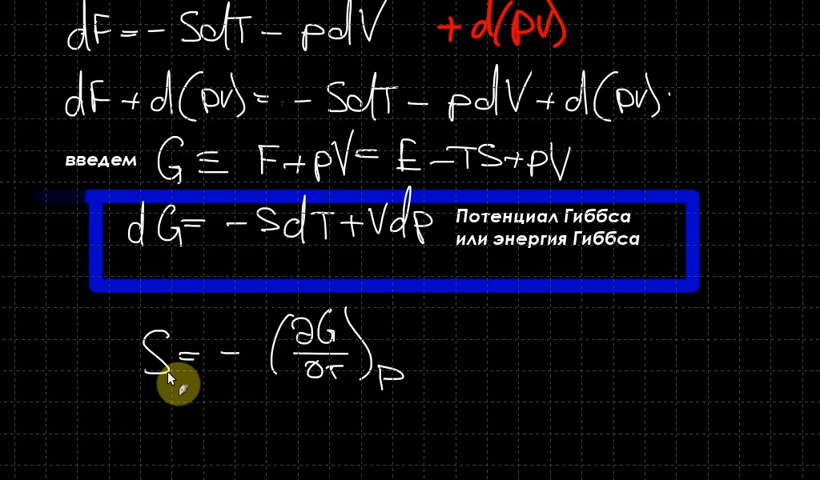 dF = - SdT - pdV + d(pV)
dF + d(pV) = - SdT - pdV + d(pV).
введем G ≡ F + pV = E - TS + pV
dG = - SdT + Vdp Потенциал Гиббса
или энергия Гиббса
S = - (∂G/∂T)p